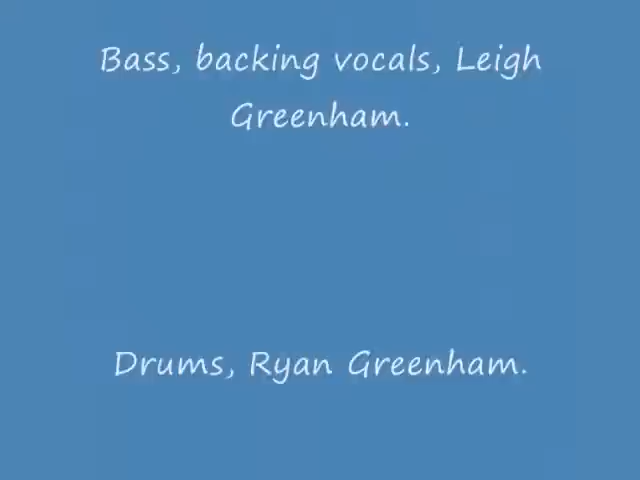 Bass, backing vocals, Leigh
Greenham.
Drums, Ryan Greenham.